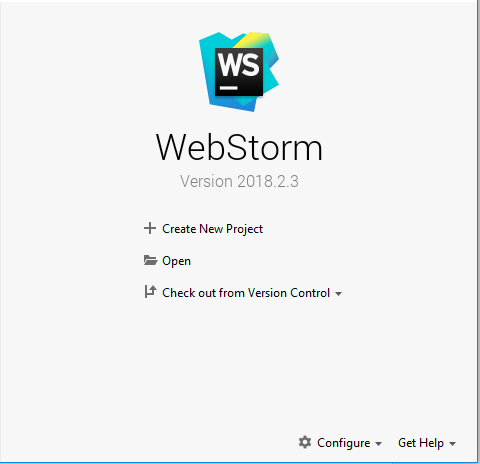 WS
WebStorm
Version 2018.2.3
Create New Project
Open
Check out from Version Control
Configure
Get Help